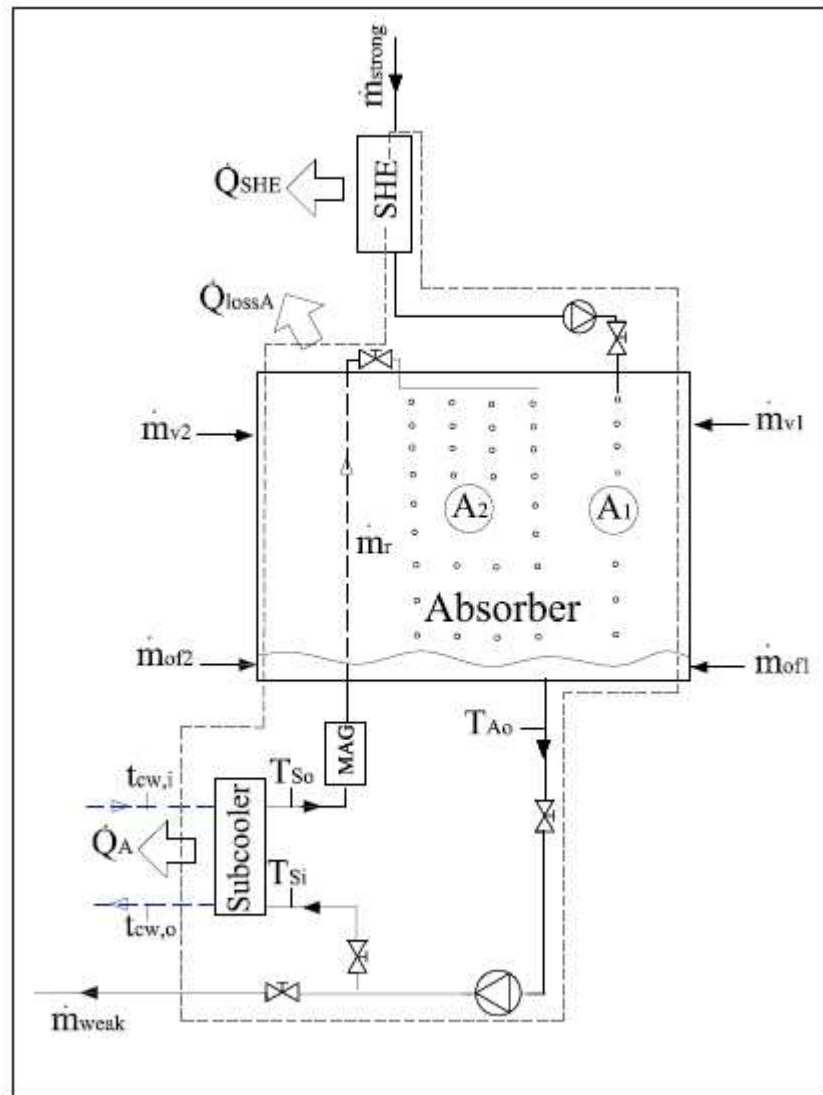 ṁstrong
Q̇SHE
SHE
Q̇lossA
ṁv2
ṁv1
A2
A1
ṁr
Absorber
ṁof2
ṁof1
TAo
MAG
tcw,i
TSo
Q̇A
Subcooler
TSi
tcw,o
ṁweak